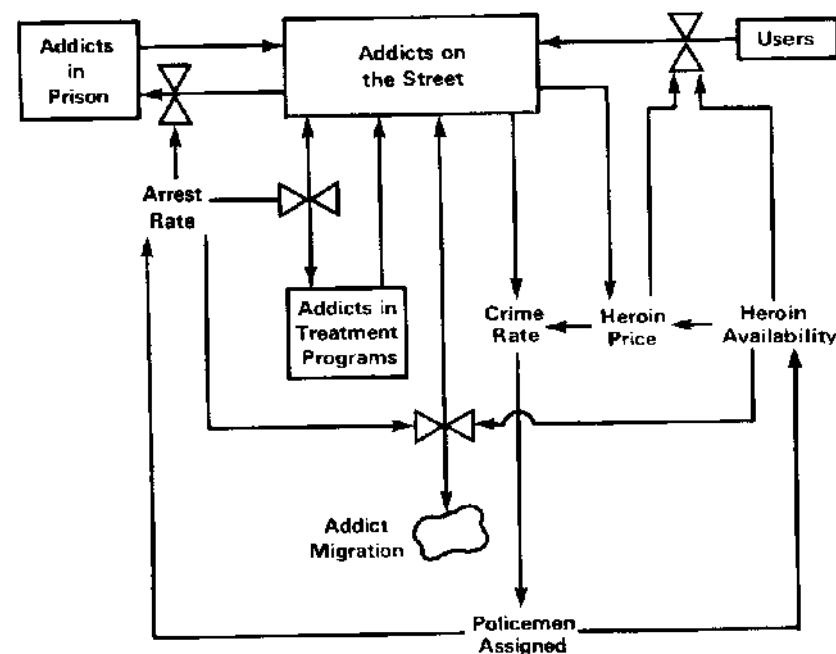 Addicts
in
Prison
Addicts on
the Street
Users
Arrest
Rate
Addicts in
Treatment
Programs
Crime
Rate
Heroin
Price
Heroin
Availability
Addict
Migration
Policemen
Assigned